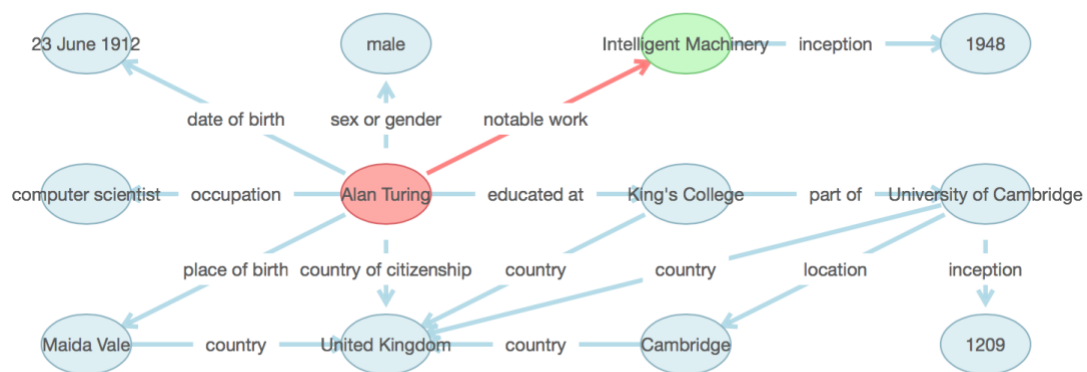 23 June 1912
male
Intelligent Machinery
inception
1948
date of birth
sex or gender
notable work
computer scientist
occupation
Alan Turing
educated at
King's College
part of
University of Cambridge
place of birth
country of citizenship
country
country
location
inception
Maida Vale
country
United Kingdom
country
Cambridge
1209